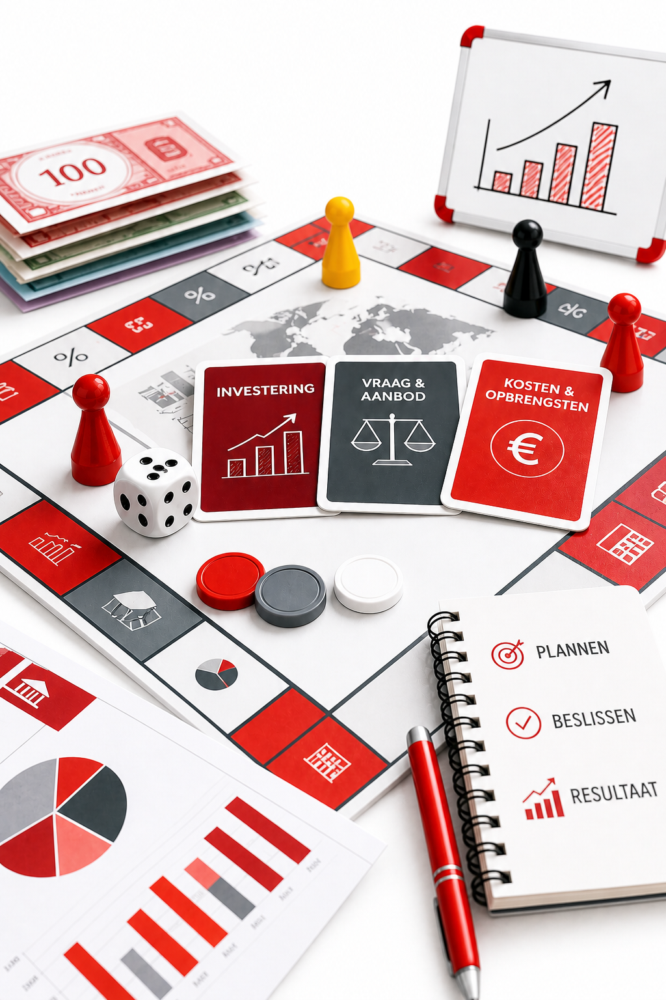 100
%
%
INVESTERING
VRAAG &
AANBOD
KOSTEN &
OPBRENGSTEN
€
PLANNEN
BESLISSEN
RESULTAAT